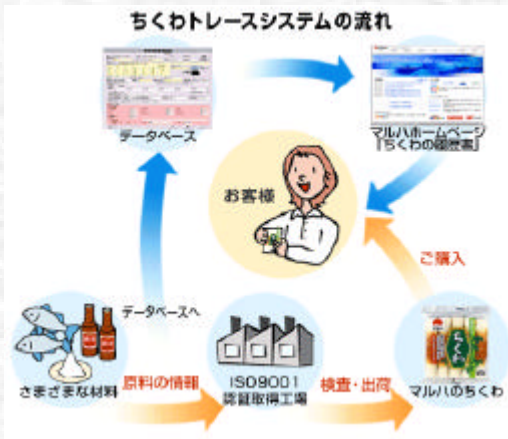 ちくわトレースシステムの流れ
データベース
マルハホームページ
『ちくわの履歴書』
お客様
ご購入
データベースへ
さまざまな材料
原料の情報
ISO9001
認証取得工場
検査・出荷
ちくわ
マルハのちくわ